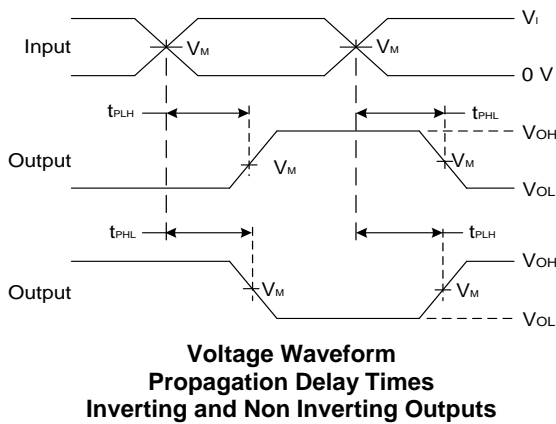 VI
Input
VM
VM
0 V
tPLH
tPHL
VOH
Output
VM
VM
VOL
tPHL
tPLH
VOH
Output
VM
VM
VOL
Voltage Waveform
Propagation Delay Times
Inverting and Non Inverting Outputs